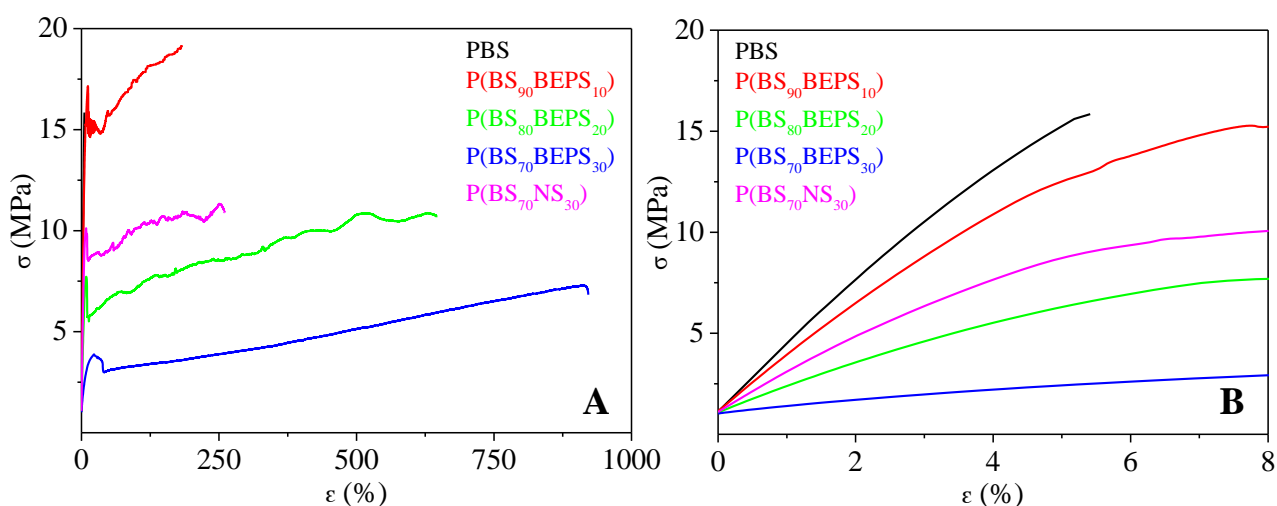 20
15
10
5
σ (MPa)
0
250
500
750
1000
ε (%)
PBS
P(BS₉₀BEPS₁₀)
P(BS₈₀BEPS₂₀)
P(BS₇₀BEPS₃₀)
P(BS₇₀NS₃₀)
A
20
15
10
5
σ (MPa)
0
2
4
6
8
ε (%)
PBS
P(BS₉₀BEPS₁₀)
P(BS₈₀BEPS₂₀)
P(BS₇₀BEPS₃₀)
P(BS₇₀NS₃₀)
B